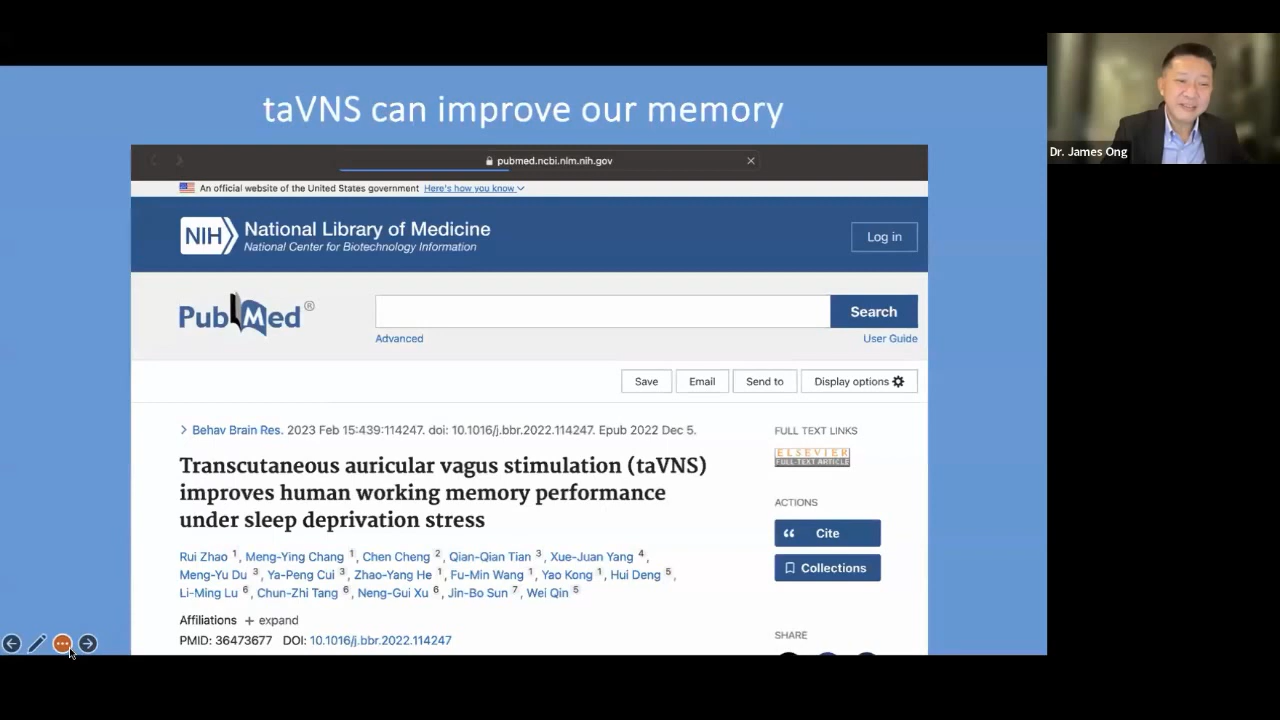 taVNS can improve our memory
pubmed.ncbi.nlm.nih.gov
An official website of the United States government Here's how you know
NIH National Library of Medicine
National Center for Biotechnology Information
Log in
PubMed®
Search
Advanced
User Guide
Save
Email
Send to
Display options
Behav Brain Res. 2023 Feb 15:439:114247. doi: 10.1016/j.bbr.2022.114247. Epub 2022 Dec 5.
Transcutaneous auricular vagus stimulation (taVNS)
improves human working memory performance
under sleep deprivation stress
Rui Zhao 1, Meng-Ying Chang 1, Chen Cheng 2, Qian-Qian Tian 3, Xue-Juan Yang 4,
Meng-Yu Du 3, Ya-Peng Cui 3, Zhao-Yang He 1, Fu-Min Wang 1, Yao Kong 1, Hui Deng 5,
Li-Ming Lu 6, Chun-Zhi Tang 6, Neng-Gui Xu 6, Jin-Bo Sun 7, Wei Qin 5
Affiliations + expand
PMID: 36473677 DOI: 10.1016/j.bbr.2022.114247
FULL TEXT LINKS
ELSEVIER
FULL-TEXT ARTICLE
ACTIONS
Cite
Collections
SHARE
Dr. James Ong